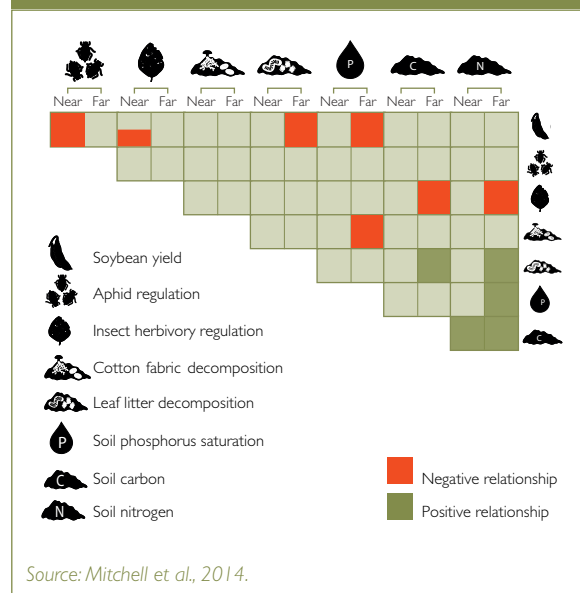 P C N
Near Far Near Far Near Far Near Far Near Far Near Far Near Far
P
C
Soybean yield
Aphid regulation
Insect herbivory regulation
Cotton fabric decomposition
Leaf litter decomposition
P Soil phosphorus saturation
C Soil carbon
N Soil nitrogen
Negative relationship
Positive relationship
Source: Mitchell et al., 2014.